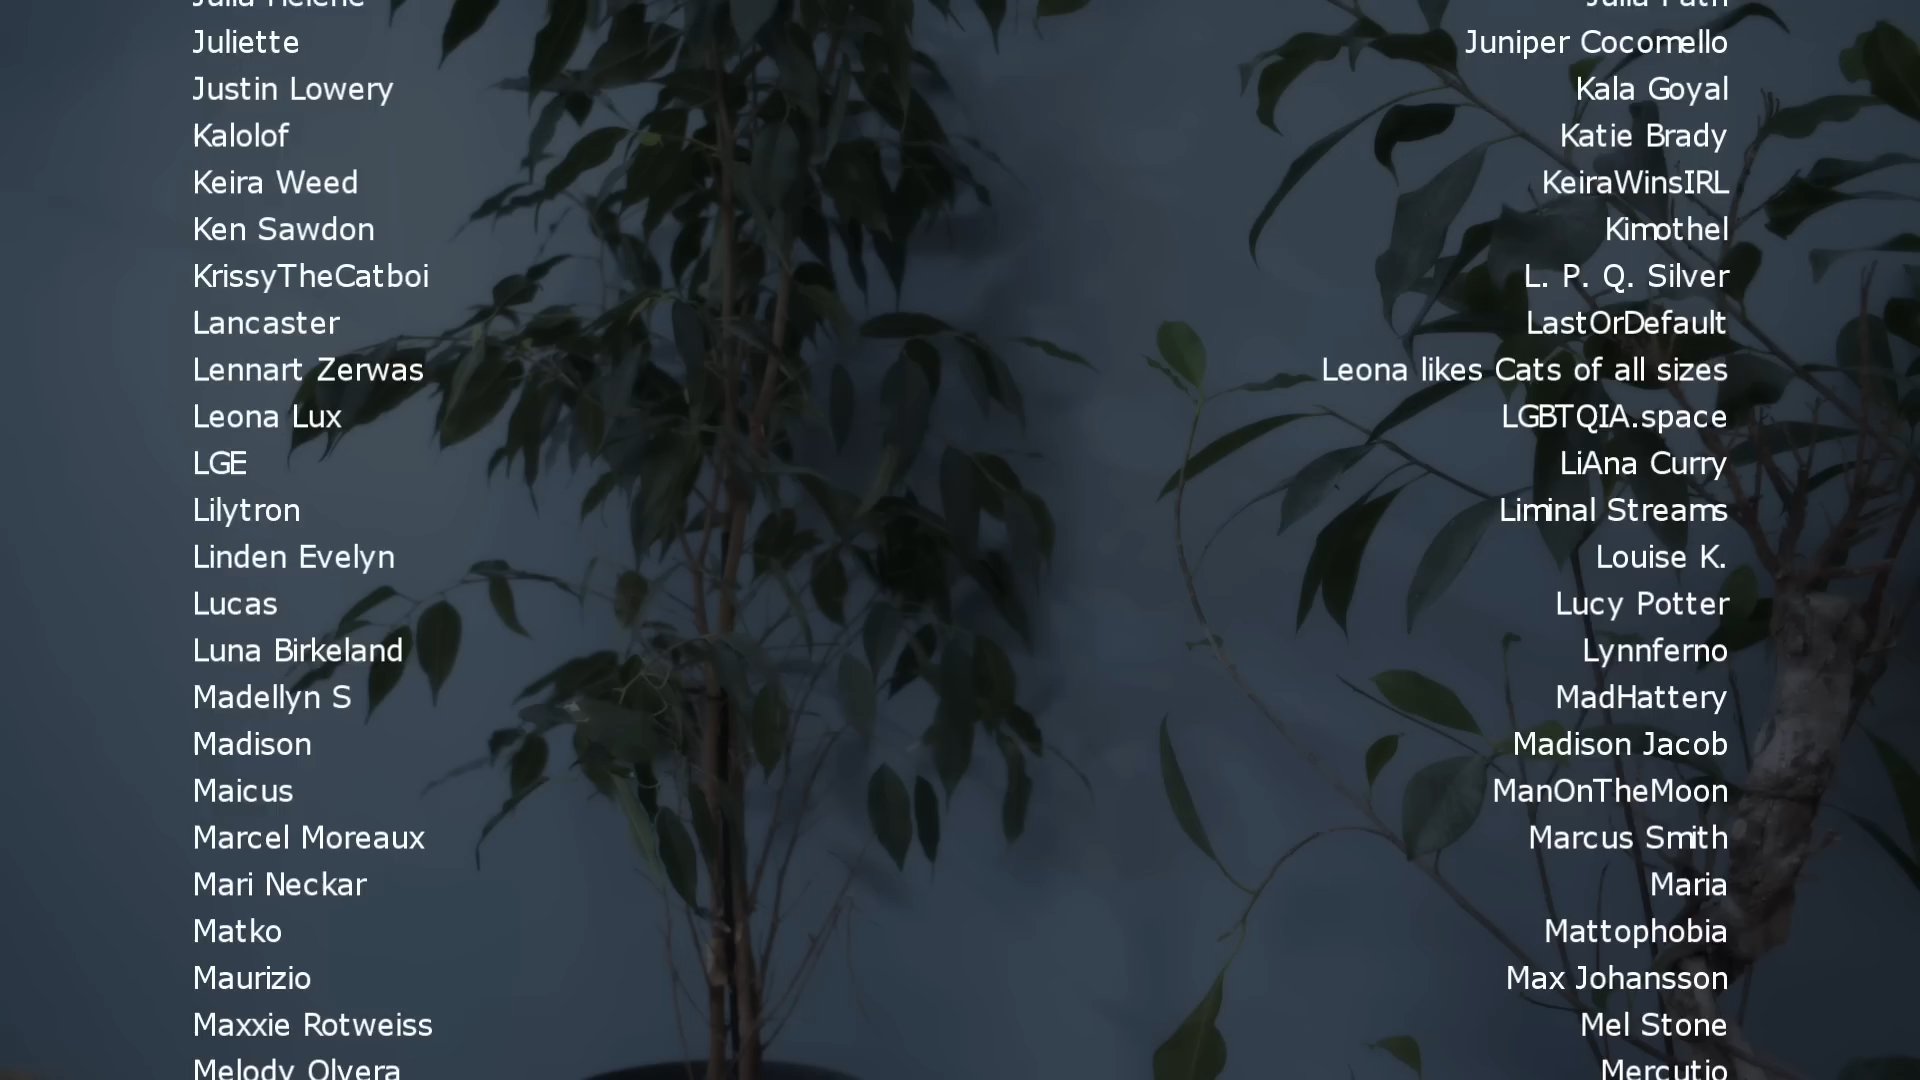 Julia Helene
Juliette
Justin Lowery
Kalolof
Keira Weed
Ken Sawdon
KrissyTheCatboi
Lancaster
Lennart Zerwas
Leona Lux
LGE
Lilytron
Linden Evelyn
Lucas
Luna Birkeland
Madellyn S
Madison
Maicus
Marcel Moreaux
Mari Neckar
Matko
Maurizio
Maxxie Rotweiss
Melody Olvera
Julia
Juniper Cocomello
Kala Goyal
Katie Brady
KeiraWinsIRL
Kimothel
L. P. Q. Silver
LastOrDefault
Leona likes Cats of all sizes
LGBTQIA.space
LiAna Curry
Liminal Streams
Louise K.
Lucy Potter
Lynnferno
MadHattery
Madison Jacob
ManOnTheMoon
Marcus Smith
Maria
Mattophobia
Max Johansson
Mel Stone
Mercutio